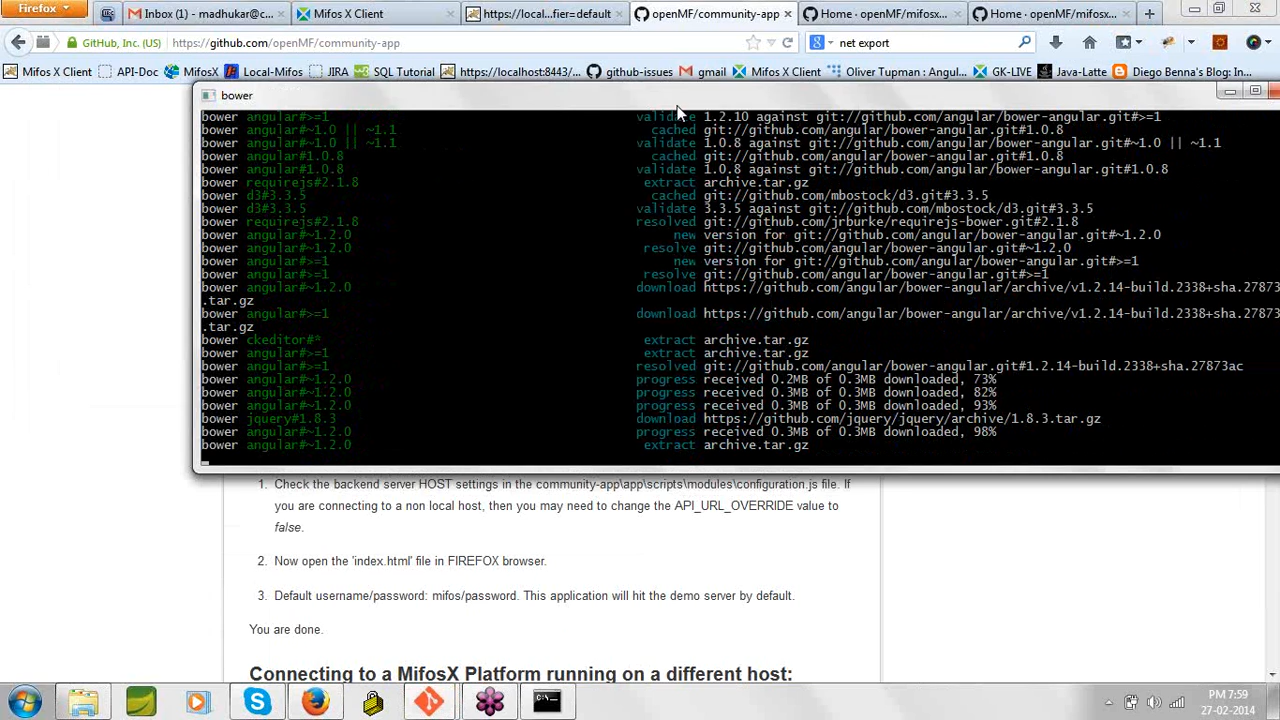 Firefox
Inbox (1) - madhukar@c...
Mifos X Client
https://local...fier=default
openMF/community-app
Home · openMF/mifosx...
Home · openMF/mifosx...
GitHub, Inc. (US)
https://github.com/openMF/community-app
net export
Mifos X Client
API-Doc
MifosX
Local-Mifos
JIRA
SQL Tutorial
https://localhost:8443/...
github-issues
gmail
Mifos X Client
Oliver Tupman : Angul...
GK-LIVE
Java-Latte
Diego Benna's Blog: In...
bower
bower angular#>=1 validate 1.2.10 against git://github.com/angular/bower-angular.git#>=1
bower angular#~1.0 || ~1.1 cached git://github.com/angular/bower-angular.git#1.0.8
bower angular#~1.0 || ~1.1 validate 1.0.8 against git://github.com/angular/bower-angular.git#~1.0 || ~1.1
bower angular#1.0.8 cached git://github.com/angular/bower-angular.git#1.0.8
bower angular#1.0.8 validate 1.0.8 against git://github.com/angular/bower-angular.git#1.0.8
bower requirejs#2.1.8 extract archive.tar.gz
bower d3#3.3.5 cached git://github.com/mbostock/d3.git#3.3.5
bower d3#3.3.5 validate 3.3.5 against git://github.com/mbostock/d3.git#3.3.5
bower requirejs#2.1.8 resolved git://github.com/jrburke/requirejs-bower.git#2.1.8
bower angular#~1.2.0 new version for git://github.com/angular/bower-angular.git#~1.2.0
bower angular#~1.2.0 resolve git://github.com/angular/bower-angular.git#~1.2.0
bower angular#>=1 new version for git://github.com/angular/bower-angular.git#>=1
bower angular#>=1 resolve git://github.com/angular/bower-angular.git#>=1
bower angular#~1.2.0 download https://github.com/angular/bower-angular/archive/v1.2.14-build.2338+sha.27873
.tar.gz
bower angular#>=1 download https://github.com/angular/bower-angular/archive/v1.2.14-build.2338+sha.27873
.tar.gz
bower ckeditor#* extract archive.tar.gz
bower angular#>=1 extract archive.tar.gz
bower angular#>=1 resolved git://github.com/angular/bower-angular.git#1.2.14-build.2338+sha.27873ac
bower angular#~1.2.0 progress received 0.2MB of 0.3MB downloaded, 73%
bower angular#~1.2.0 progress received 0.3MB of 0.3MB downloaded, 82%
bower angular#~1.2.0 progress received 0.3MB of 0.3MB downloaded, 93%
bower jquery#1.8.3 download https://github.com/jquery/jquery/archive/1.8.3.tar.gz
bower angular#~1.2.0 progress received 0.3MB of 0.3MB downloaded, 98%
bower angular#~1.2.0 extract archive.tar.gz
1. Check the backend server HOST settings in the community-app\app\scripts\modules\configuration.js file. If
you are connecting to a non local host, then you may need to change the API_URL_OVERRIDE value to
false.
2. Now open the 'index.html' file in FIREFOX browser.
3. Default username/password: mifos/password. This application will hit the demo server by default.
You are done.
Connecting to a MifosX Platform running on a different host:
PM 7:59
27-02-2014